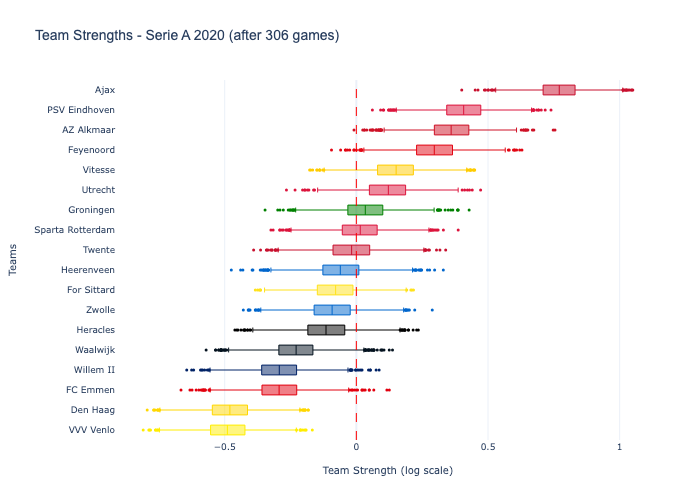 Team Strengths - Serie A 2020 (after 306 games)
Teams
Ajax
PSV Eindhoven
AZ Alkmaar
Feyenoord
Vitesse
Utrecht
Groningen
Sparta Rotterdam
Twente
Heerenveen
For Sittard
Zwolle
Heracles
Waalwijk
Willem II
FC Emmen
Den Haag
VVV Venlo
−0.5 0 0.5 1
Team Strength (log scale)